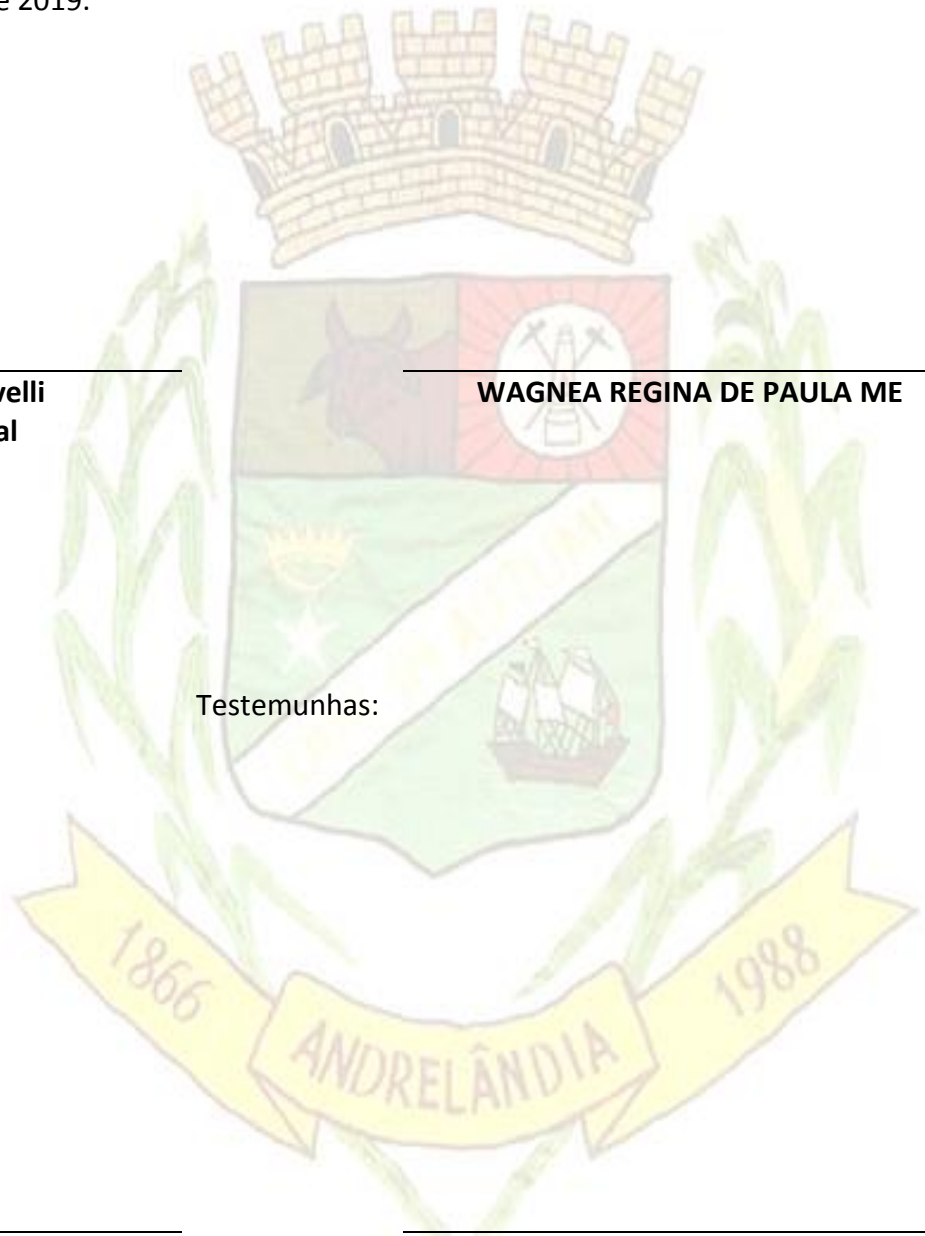 e 2019.
velli
al
WAGNEA REGINA DE PAULA ME
Testemunhas:
1866
ANDRELÂNDIA
1988